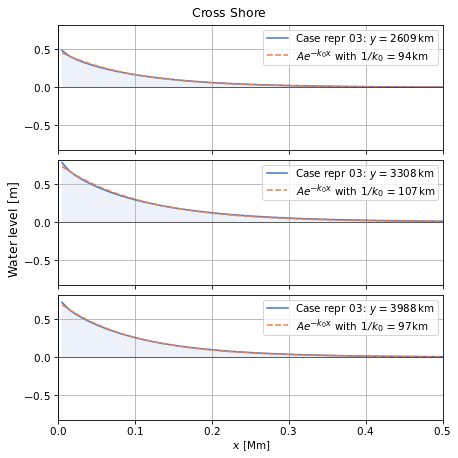 Cross Shore
Water level [m]
0.5
0.0
−0.5
Case repr 03: y = 2609 km
Ae^{−k₀x} with 1/k₀ = 94 km
0.5
0.0
−0.5
Case repr 03: y = 3308 km
Ae^{−k₀x} with 1/k₀ = 107 km
0.5
0.0
−0.5
Case repr 03: y = 3988 km
Ae^{−k₀x} with 1/k₀ = 97 km
0.0 0.1 0.2 0.3 0.4 0.5
x [Mm]